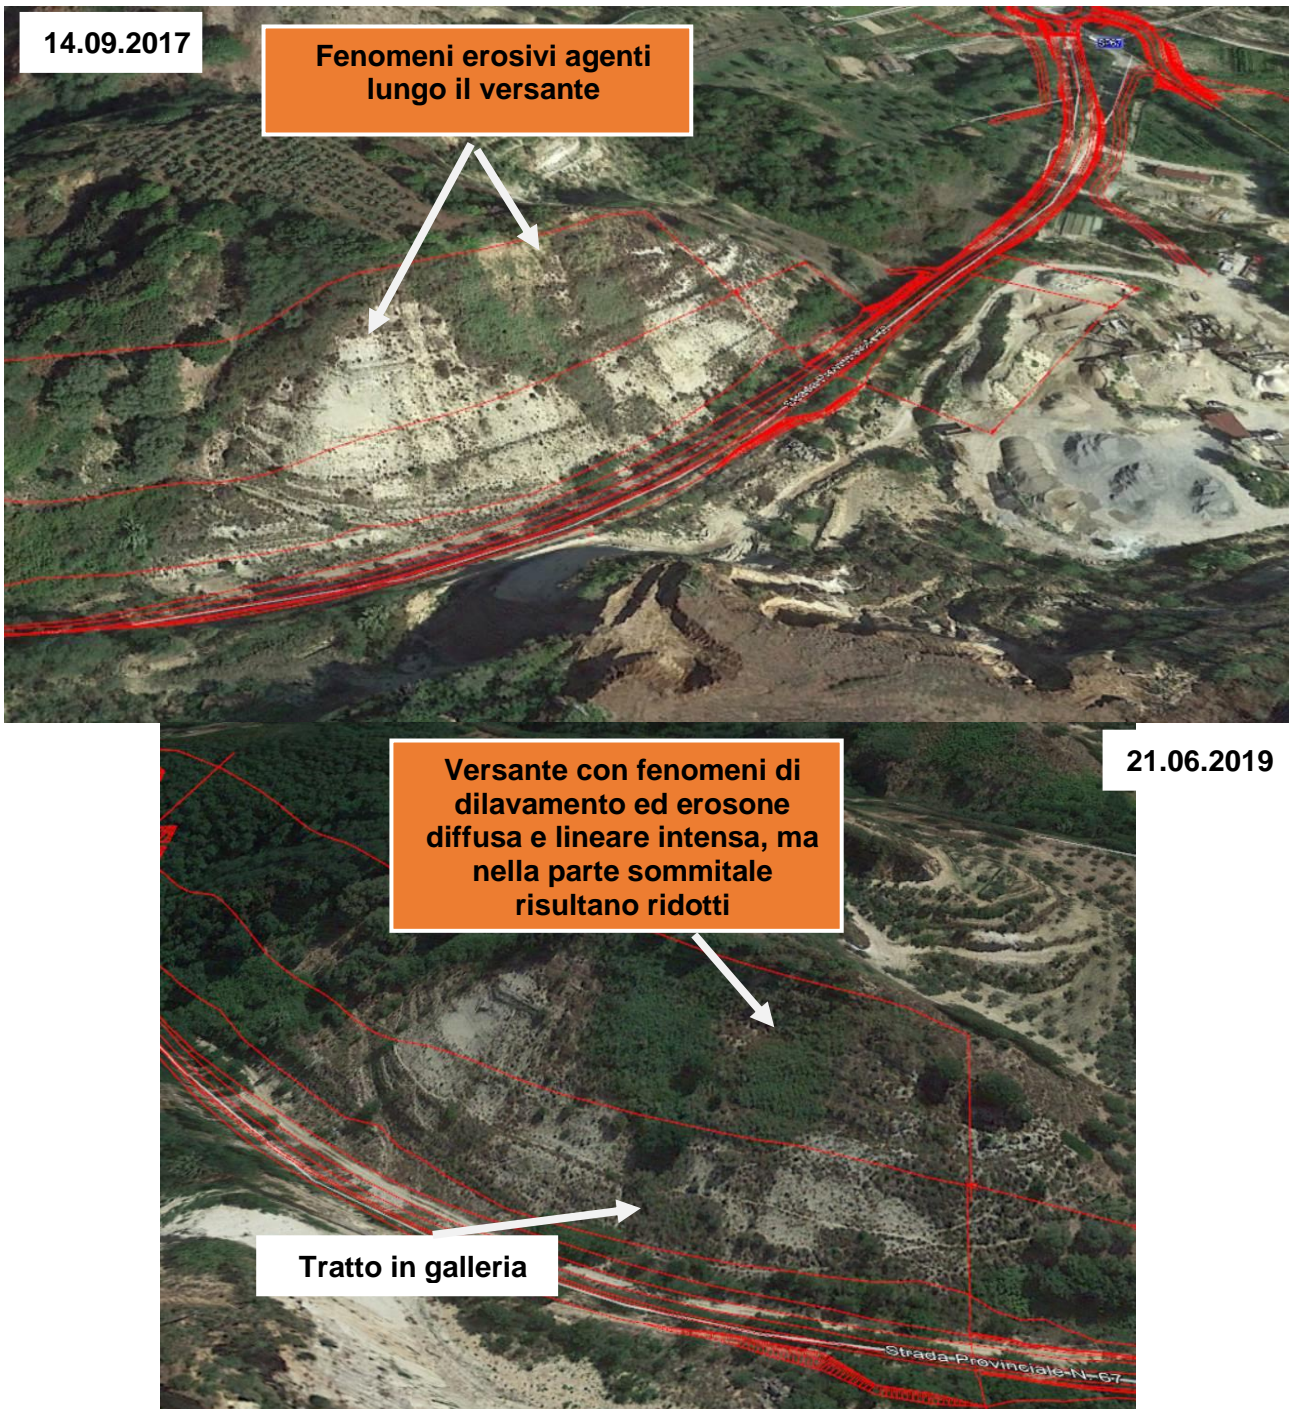 14.09.2017
Fenomeni erosivi agenti
lungo il versante
21.06.2019
Versante con fenomeni di
dilavamento ed erosone
diffusa e lineare intensa, ma
nella parte sommitale
risultano ridotti
Tratto in galleria
Strada-Provinciale-N.-67